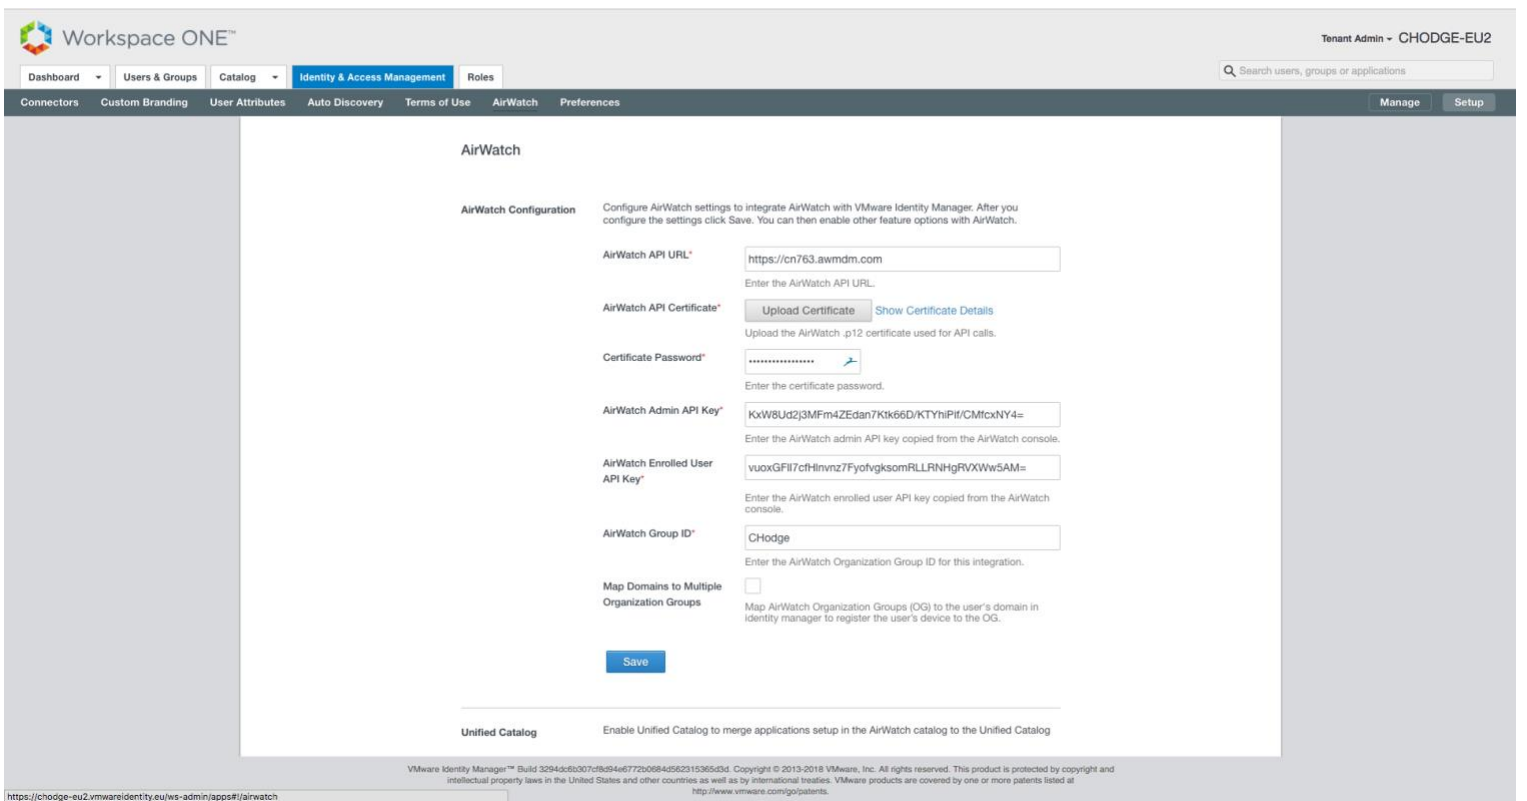 Workspace ONE™
Tenant Admin CHODGE-EU2
Dashboard Users & Groups Catalog Identity & Access Management Roles
Search users, groups or applications
Connectors Custom Branding User Attributes Auto Discovery Terms of Use AirWatch Preferences Manage Setup
AirWatch
AirWatch Configuration
Configure AirWatch settings to integrate AirWatch with VMware Identity Manager. After you
configure the settings click Save. You can then enable other feature options with AirWatch.
AirWatch API URL*
https://cn763.awmdm.com
Enter the AirWatch API URL.
AirWatch API Certificate*
Upload Certificate Show Certificate Details
Upload the AirWatch .p12 certificate used for API calls.
Certificate Password*
•••••••••••••••••
Enter the certificate password.
AirWatch Admin API Key*
KxW8Ud2j3MFm4ZEdan7Ktk66D/KTYhiPif/CMfcxNY4=
Enter the AirWatch admin API key copied from the AirWatch console.
AirWatch Enrolled User
API Key*
vuoxGFlI7cfHlnvnz7FyofvgksomRLLRNHgRVXWw5AM=
Enter the AirWatch enrolled user API key copied from the AirWatch
console.
AirWatch Group ID*
CHodge
Enter the AirWatch Organization Group ID for this integration.
Map Domains to Multiple
Organization Groups
Map AirWatch Organization Groups (OG) to the user's domain in
identity manager to register the user's device to the OG.
Save
Unified Catalog
Enable Unified Catalog to merge applications setup in the AirWatch catalog to the Unified Catalog
VMware Identity Manager™ Build 3294dc6b307cf8d94e6772b0684d562315365d3d. Copyright © 2013-2018 VMware, Inc. All rights reserved. This product is protected by copyright and
intellectual property laws in the United States and other countries as well as by international treaties. VMware products are covered by one or more patents listed at
http://www.vmware.com/go/patents.
https://chodge-eu2.vmwareidentity.eu/ws-admin/apps#!/airwatch